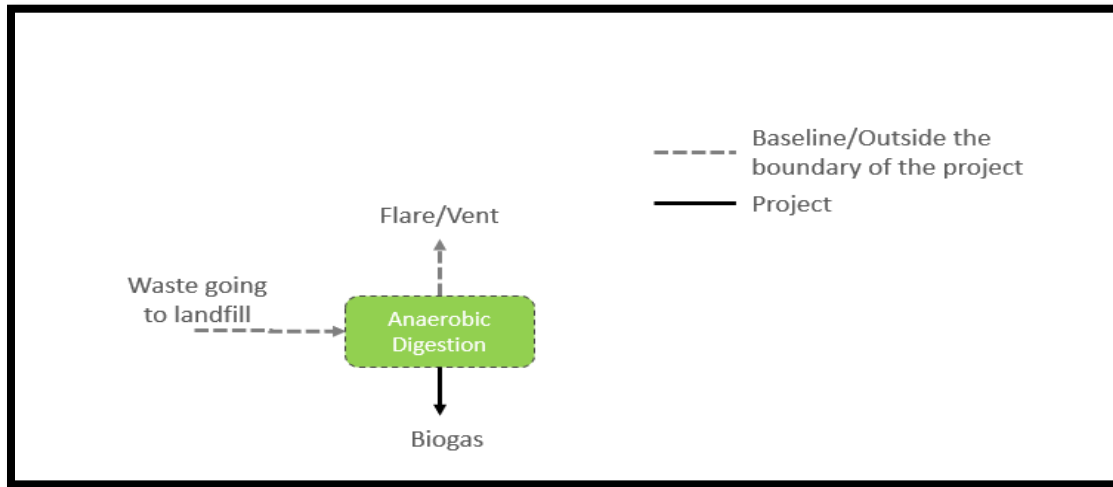 Baseline/Outside the
boundary of the project
Project
Flare/Vent
Waste going
to landfill
Anaerobic
Digestion
Biogas